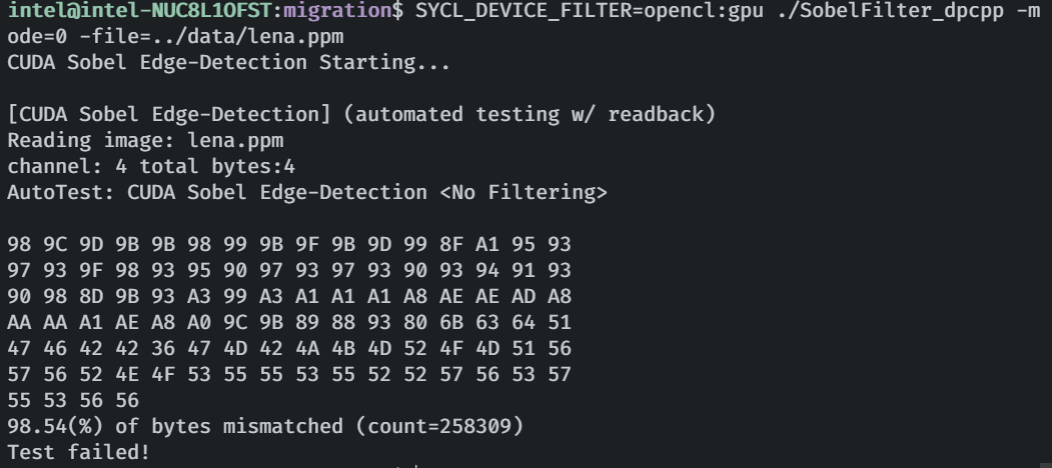 intel@intel-NUC8L1OFST:migration$ SYCL_DEVICE_FILTER=opencl:gpu ./SobelFilter_dpcpp -m
ode=0 -file=../data/lena.ppm
CUDA Sobel Edge-Detection Starting...
[CUDA Sobel Edge-Detection] (automated testing w/ readback)
Reading image: lena.ppm
channel: 4 total bytes:4
AutoTest: CUDA Sobel Edge-Detection <No Filtering>
98 9C 9D 9B 9B 98 99 9B 9F 9B 9D 99 8F A1 95 93
97 93 9F 98 93 95 90 97 93 97 93 90 93 94 91 93
90 98 8D 9B 93 A3 99 A3 A1 A1 A1 A8 AE AE AD A8
AA AA A1 AE A8 A0 9C 9B 89 88 93 80 6B 63 64 51
47 46 42 42 36 47 4D 42 4A 4B 4D 52 4F 4D 51 56
57 56 52 4E 4F 53 55 55 53 55 52 52 57 56 53 57
55 53 56 56
98.54(%) of bytes mismatched (count=258309)
Test failed!